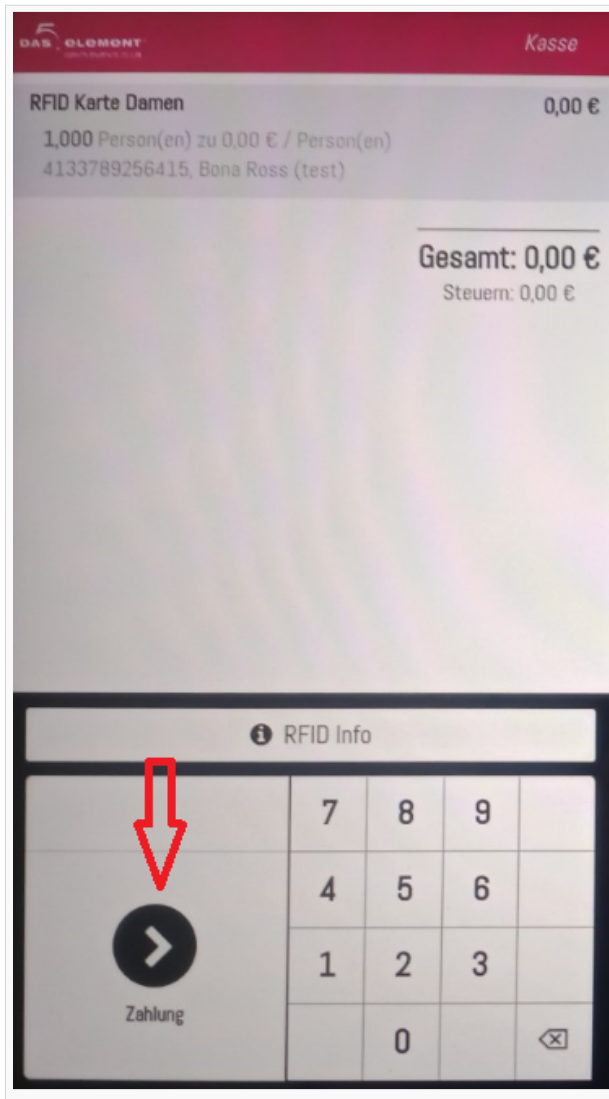 DAS 5 ELEMENT
Kasse
RFID Karte Damen 0,00 €
1,000 Person(en) zu 0,00 € / Person(en)
4133789256415, Bona Ross (test)
Gesamt: 0,00 €
Steuern: 0,00 €
RFID Info
7 8 9
4 5 6
Zahlung
1 2 3
0